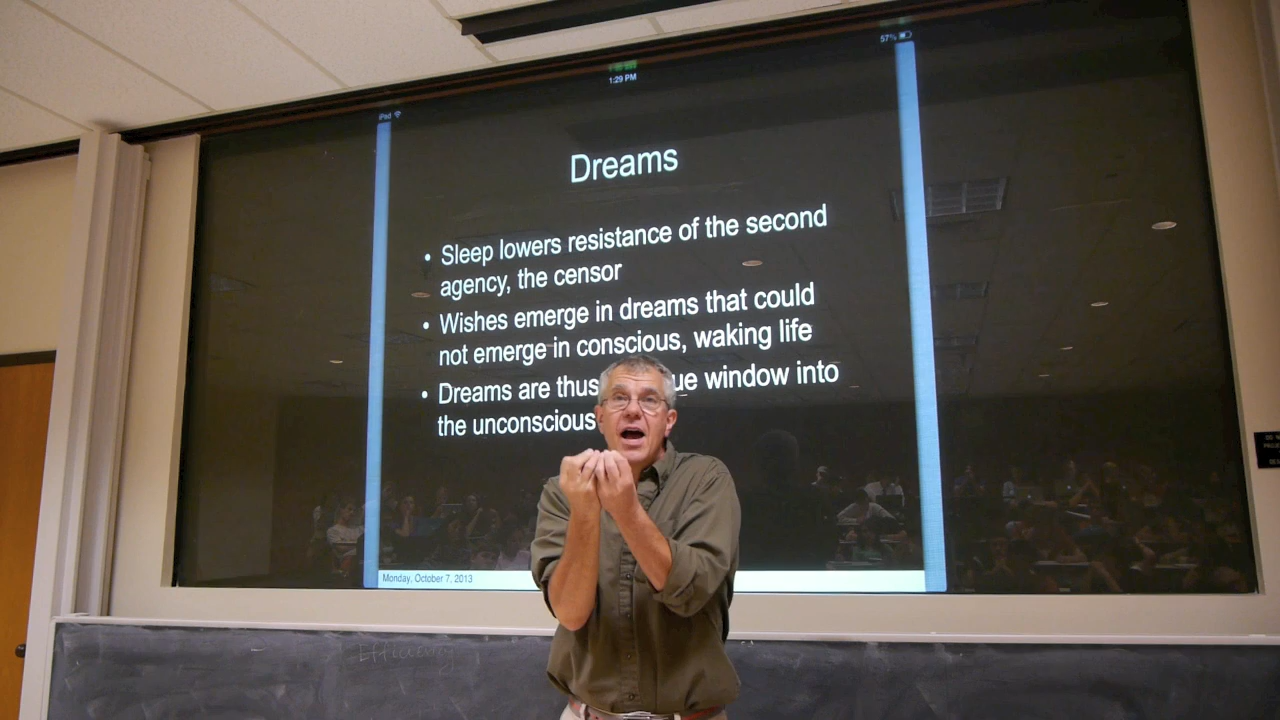 iPad
1:29 PM
57%
Dreams
• Sleep lowers resistance of the second
agency, the censor
• Wishes emerge in dreams that could
not emerge in conscious, waking life
• Dreams are thus ue window into
the unconscious
Monday, October 7, 2013
Efficiency